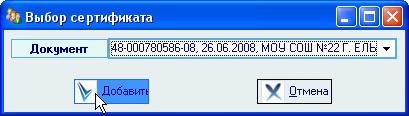 Выбор сертификата
Документ 48-000780586-08, 26.06.2008, МОУ СОШ №22 Г. ЕЛЬ
Добавить Отмена